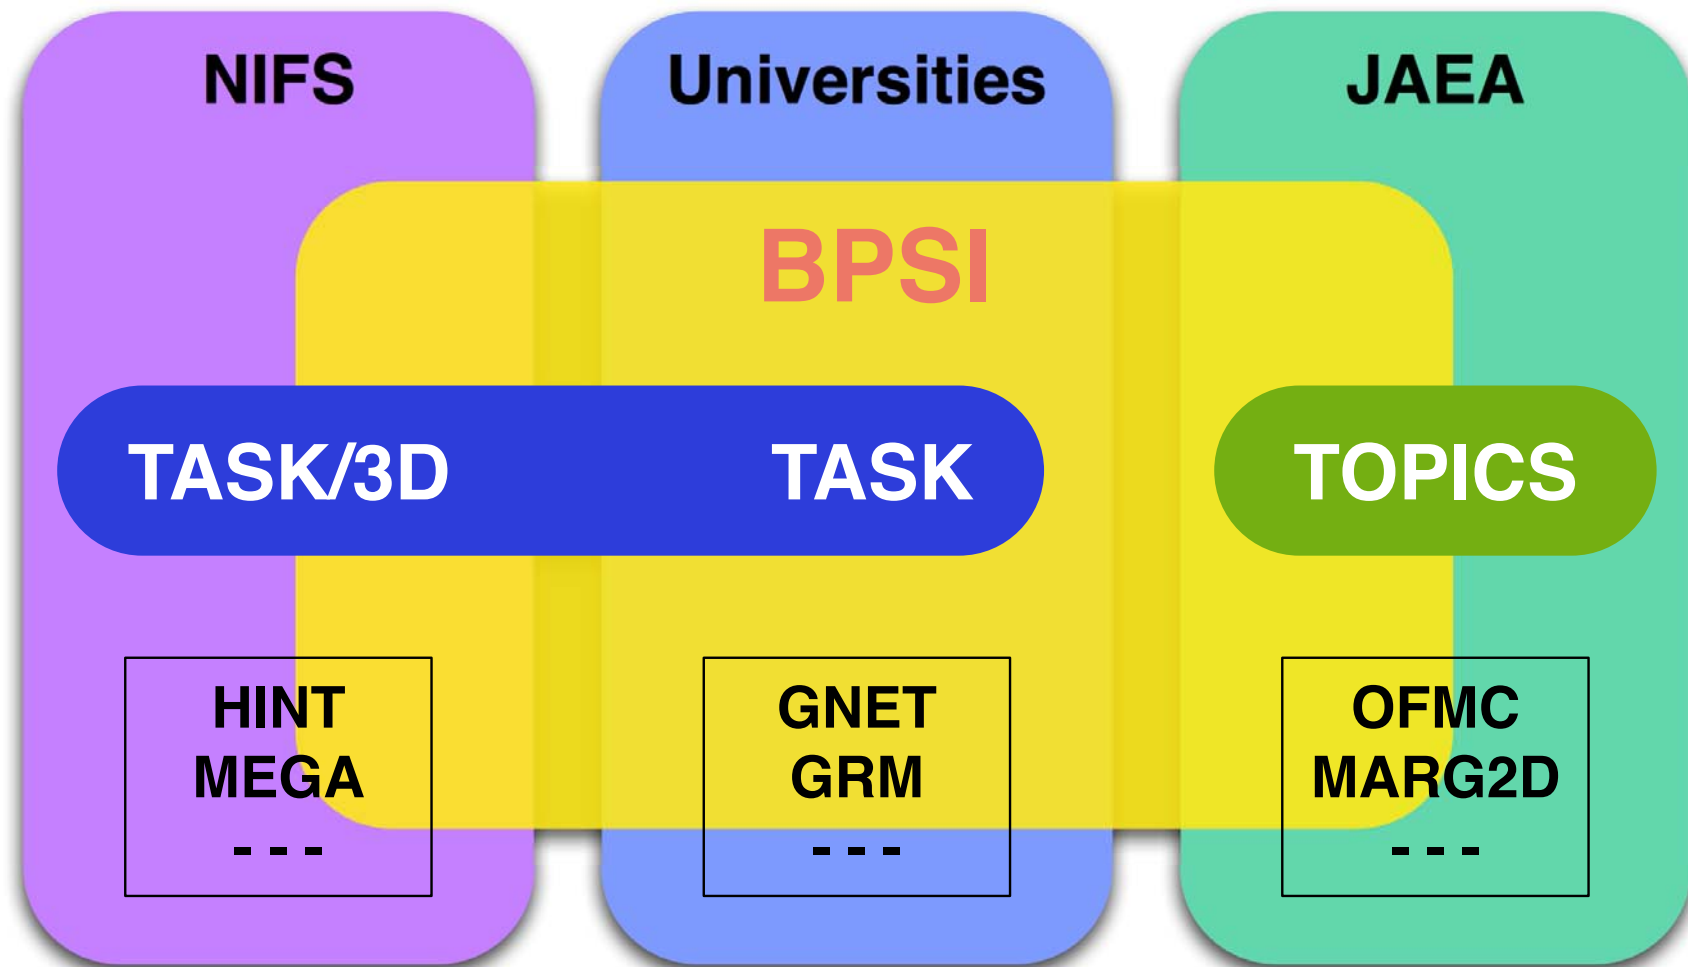 NIFS
Universities
JAEA
BPSI
TASK/3D
TASK
TOPICS
HINT
MEGA
- - -
GNET
GRM
- - -
OFMC
MARG2D
- - -